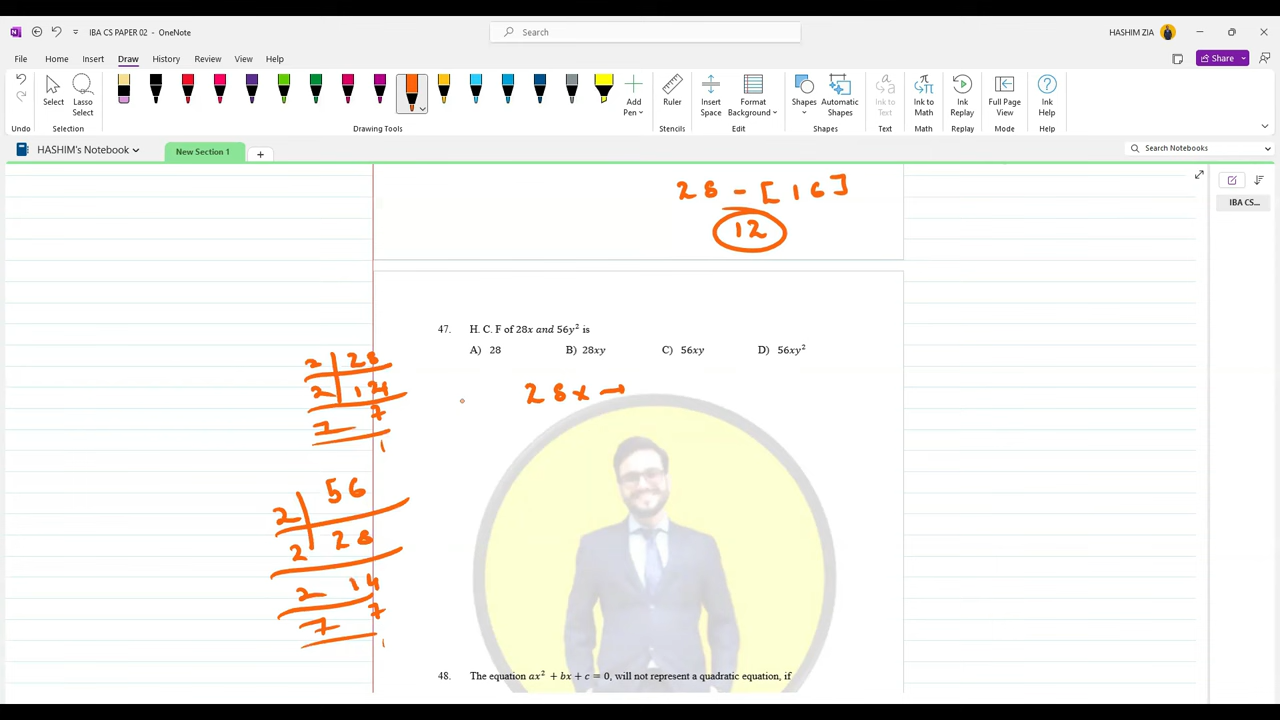 IBA CS PAPER 02 - OneNote
Search
HASHIM ZIA
File Home Insert Draw History Review View Help
Share
Undo
Select
Lasso Select
Add Pen
Ruler
Insert Space
Format Background
Shapes
Automatic Shapes
Ink to Text
Ink to Math
Ink Replay
Full Page View
Ink Help
Undo Selection Drawing Tools Stencils Edit Shapes Text Math Replay Mode Help
HASHIM's Notebook
New Section 1
+
Search Notebooks
IBA CS...
28 - [16]
12
47. H. C. F of 28x and 56y² is
A) 28 B) 28xy C) 56xy D) 56xy²
28x →
2 28
2 14
7 7
1
56
2
2 28
2 14
7 7
1
48. The equation ax² + bx + c = 0, will not represent a quadratic equation, if